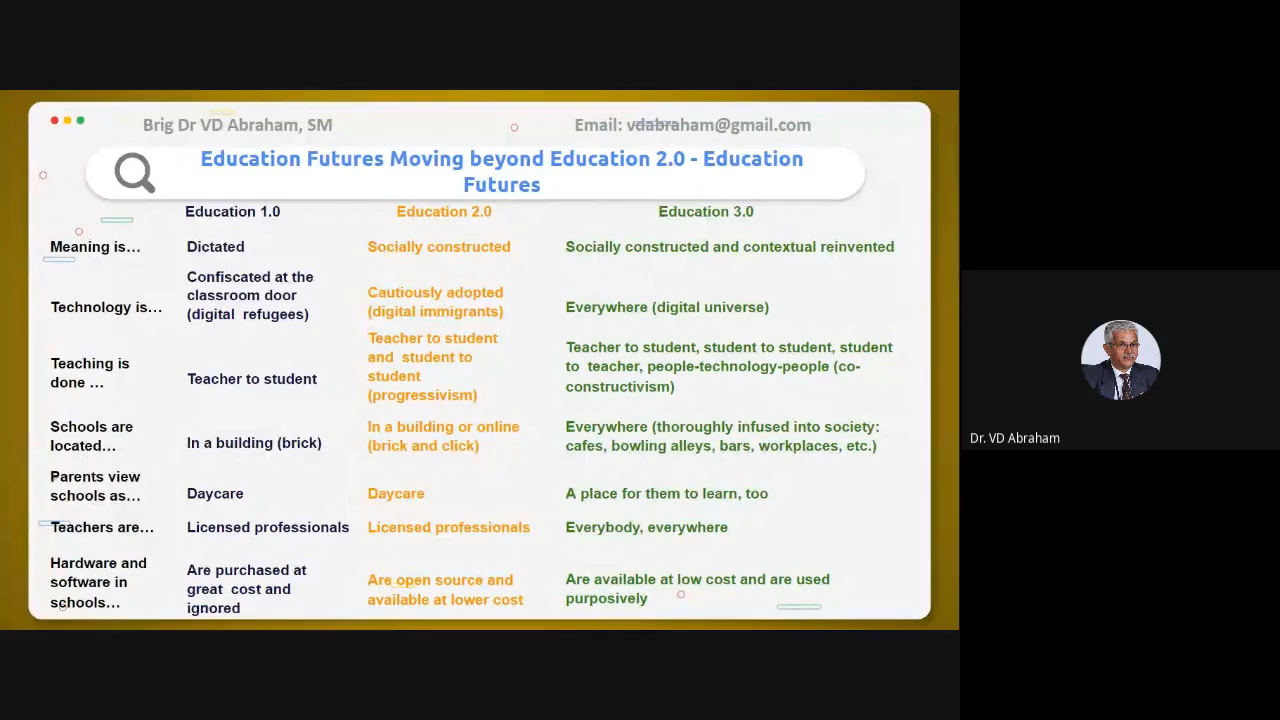 Brig Dr VD Abraham, SM
Email: vdabraham@gmail.com
Education Futures Moving beyond Education 2.0 - Education
Futures
Education 1.0
Education 2.0
Education 3.0
Meaning is…
Dictated
Socially constructed
Socially constructed and contextual reinvented
Technology is…
Confiscated at the
classroom door
(digital refugees)
Cautiously adopted
(digital immigrants)
Everywhere (digital universe)
Teaching is
done …
Teacher to student
Teacher to student
and student to
student
(progressivism)
Teacher to student, student to student, student
to teacher, people-technology-people (co-
constructivism)
Schools are
located…
In a building (brick)
In a building or online
(brick and click)
Everywhere (thoroughly infused into society:
cafes, bowling alleys, bars, workplaces, etc.)
Parents view
schools as…
Daycare
Daycare
A place for them to learn, too
Teachers are…
Licensed professionals
Licensed professionals
Everybody, everywhere
Hardware and
software in
schools…
Are purchased at
great cost and
ignored
Are open source and
available at lower cost
Are available at low cost and are used
purposively
Dr. VD Abraham